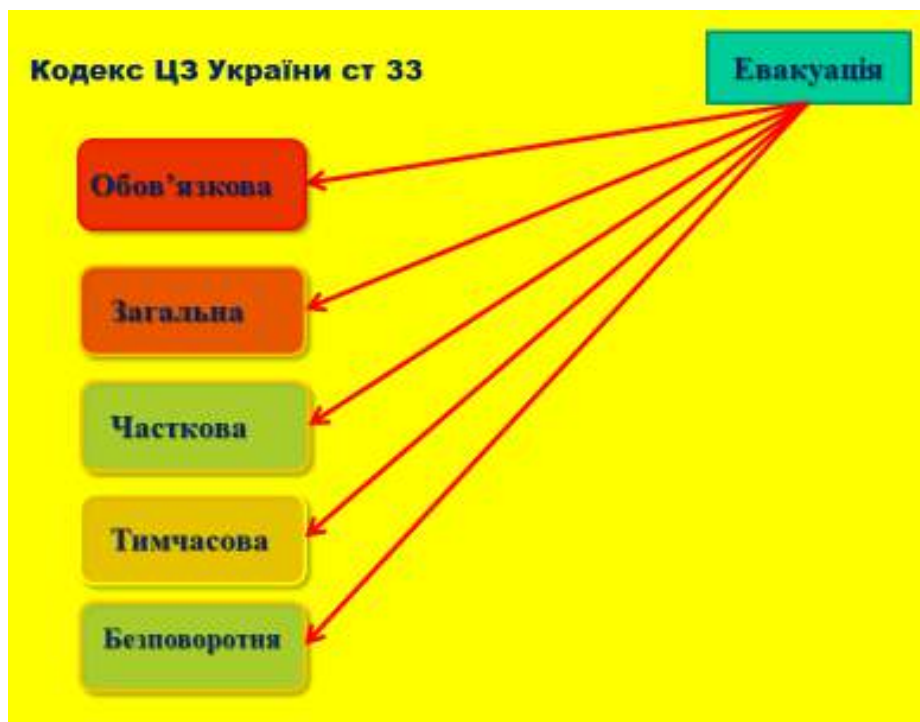 Кодекс ЦЗ України ст 33
Евакуація
Обов’язкова
Загальна
Часткова
Тимчасова
Безповоротня